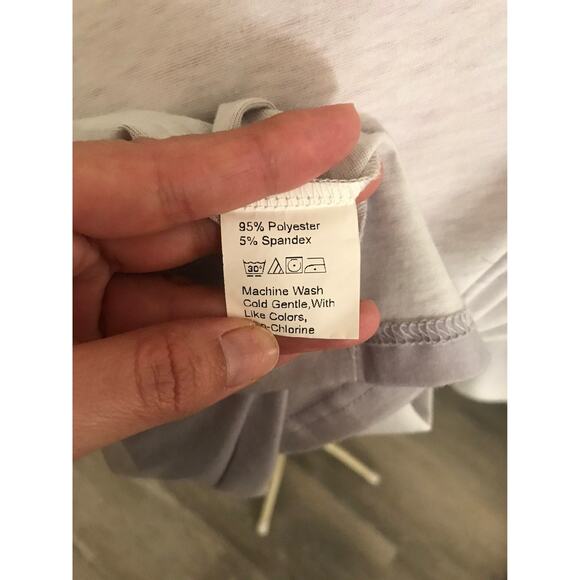 95% Polyester
5% Spandex
30°
Machine Wash
Cold Gentle,With
Like Colors,
-Chlorine